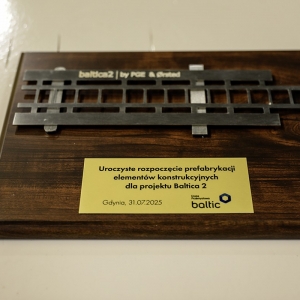 baltica2 | by PGE & Ørsted
Uroczyste rozpoczęcie prefabrykacji
elementów konstrukcyjnych
dla projektu Baltica 2
Gdynia, 31.07.2025
baltic